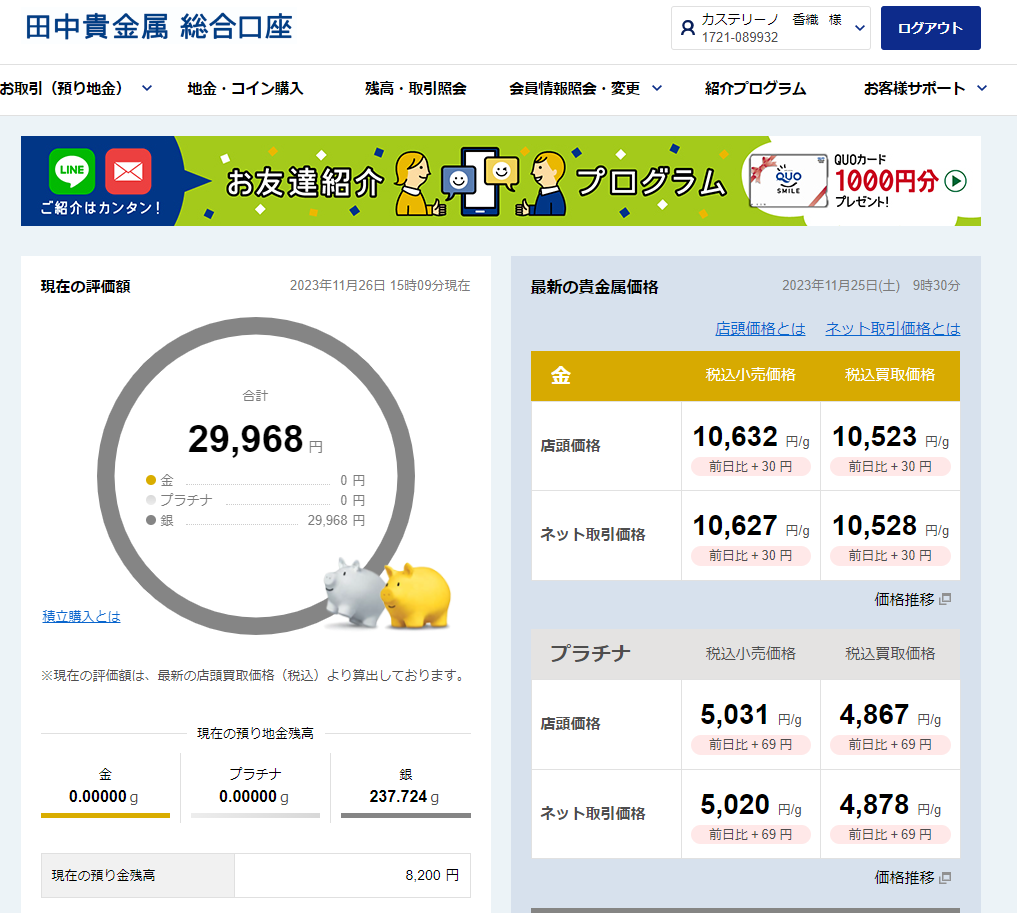 田中貴金属 総合口座
カステリーノ 香織 様
1721-089932
ログアウト
お取引（預り地金）
地金・コイン購入
残高・取引照会
会員情報照会・変更
紹介プログラム
お客様サポート
LINE
ご紹介はカンタン！
お友達紹介
プログラム
QUO
SMILE
QUOカード
1000円分
プレゼント！
現在の評価額
2023年11月26日 15時09分現在
合計
29,968 円
金 0 円
プラチナ 0 円
銀 29,968 円
積立購入とは
※現在の評価額は、最新の店頭買取価格（税込）より算出しております。
現在の預り地金残高
金 プラチナ 銀
0.00000 g 0.00000 g 237.724 g
現在の預り金残高 8,200 円
最新の貴金属価格
2023年11月25日(土) 9時30分
店頭価格とは ネット取引価格とは
金 税込小売価格 税込買取価格
店頭価格 10,632 円/g 10,523 円/g
前日比 + 30 円 前日比 + 30 円
ネット取引価格 10,627 円/g 10,528 円/g
前日比 + 30 円 前日比 + 30 円
価格推移
プラチナ 税込小売価格 税込買取価格
店頭価格 5,031 円/g 4,867 円/g
前日比 + 69 円 前日比 + 69 円
ネット取引価格 5,020 円/g 4,878 円/g
前日比 + 69 円 前日比 + 69 円
価格推移